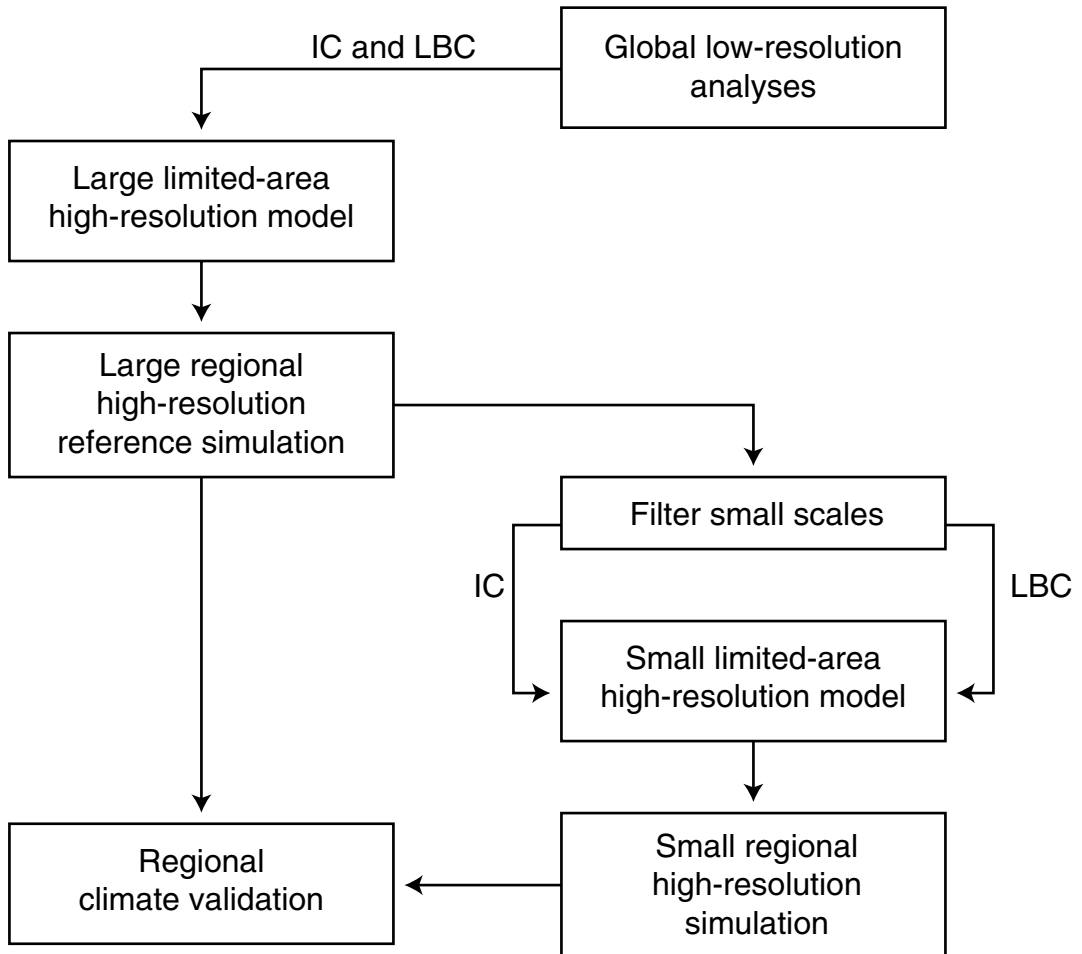 IC and LBC
Global low-resolution
analyses
Large limited-area
high-resolution model
Large regional
high-resolution
reference simulation
Filter small scales
IC
LBC
Small limited-area
high-resolution model
Regional
climate validation
Small regional
high-resolution
simulation